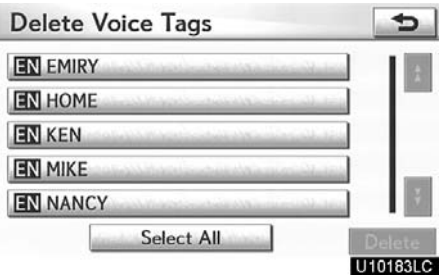 Delete Voice Tags
EN EMIRY
EN HOME
EN KEN
EN MIKE
EN NANCY
Select All
Delete
U10183LC